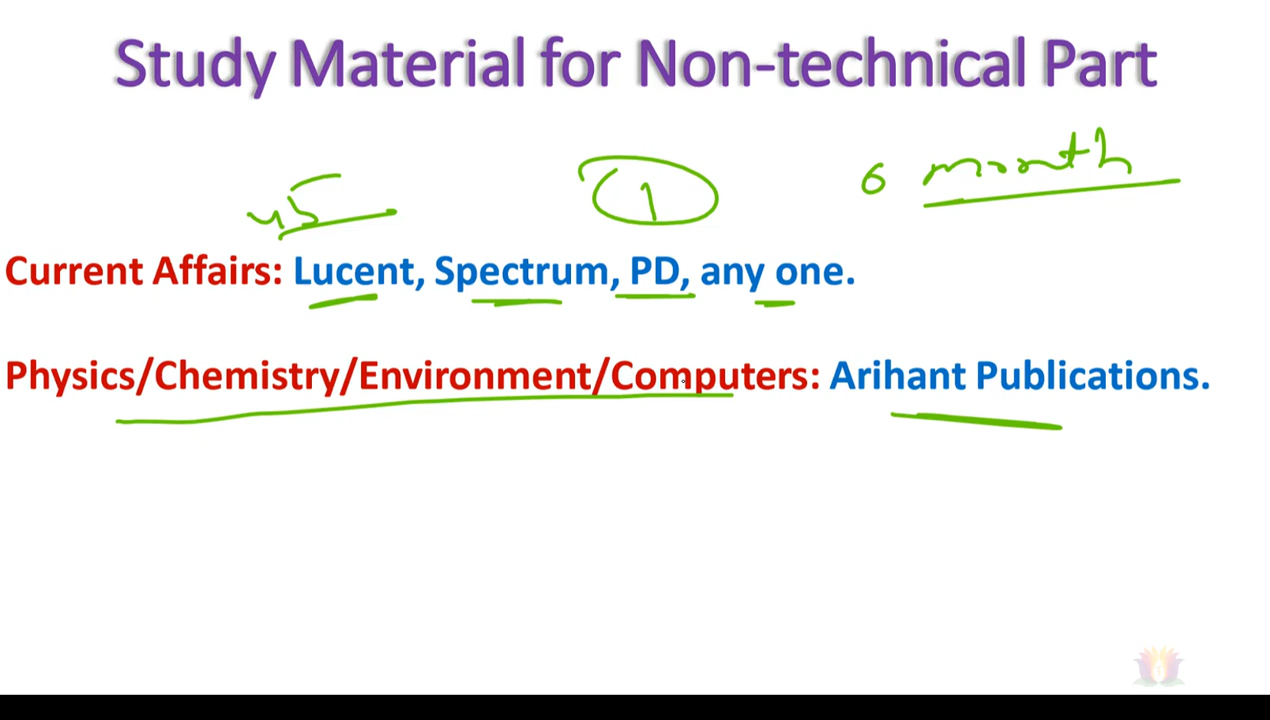 Study Material for Non-technical Part
45 1 6 month
Current Affairs: Lucent, Spectrum, PD, any one.
Physics/Chemistry/Environment/Computers: Arihant Publications.